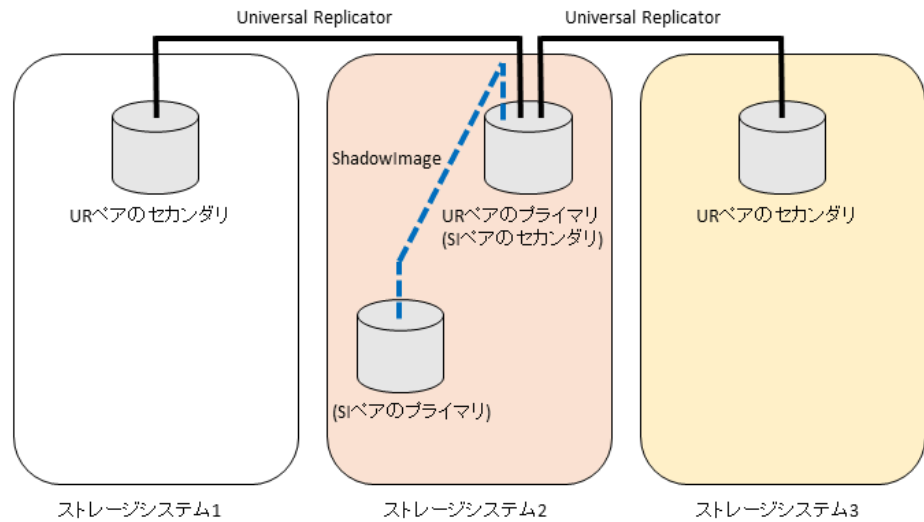 Universal Replicator
Universal Replicator
ShadowImage
URペアのセカンダリ
URペアのプライマリ
(SIペアのセカンダリ)
URペアのセカンダリ
(SIペアのプライマリ)
ストレージシステム1
ストレージシステム2
ストレージシステム3